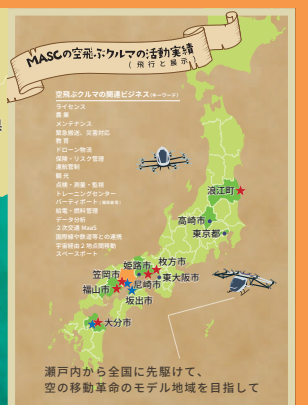 MASCの空飛ぶクルマの活動実績
(飛行と展示
空飛ぶクルマの関連ビジネス(キーワード)
ライセンス
農業
メンテナンス
緊急搬送、災害対応
教育
ドローン物流
保険・リスク管理
運航管制
観光
点検・測量・監視
トレーニングセンター
バーティポート
給電・燃料管理
データ分析
2次交通 MaaS
国際線や鉄道等との連携
宇宙経由2地点間移動
スペースポート
浪江町
高崎市
東京都
姫路市
枚方市
笠岡市
東大阪市
尼崎市
福山市
坂出市
大分市
瀬戸内から全国に先駆けて、
空の移動革命のモデル地域を目指して